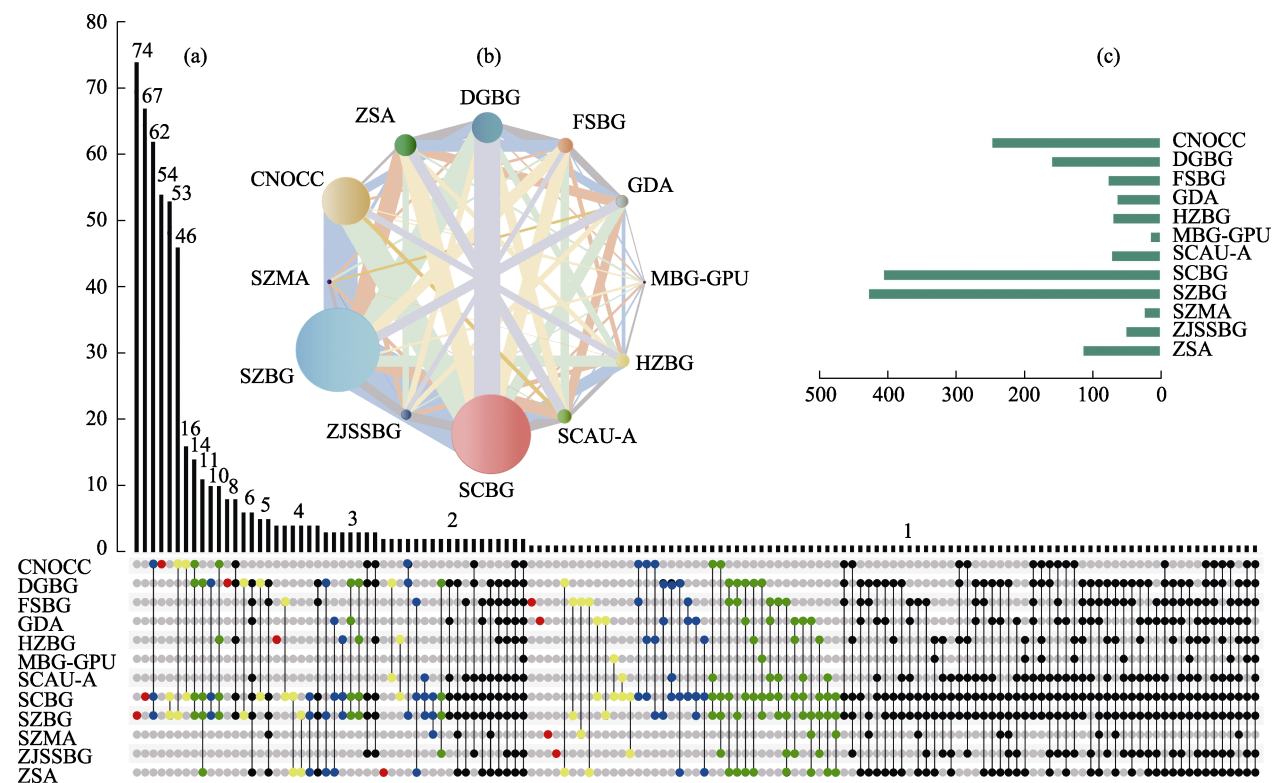 80
70
60
50
40
30
20
10
0
74
67
62
54
53
46
16
14
11
10
8
6
5
4
3
2
1
(a)
(b)
DGBG
ZSA
FSBG
CNOCC
GDA
SZMA
MBG-GPU
SZBG
HZBG
ZJSSBG
SCAU-A
SCBG
(c)
CNOCC
DGBG
FSBG
GDA
HZBG
MBG-GPU
SCAU-A
SCBG
SZBG
SZMA
ZJSSBG
ZSA
500 400 300 200 100 0
CNOCC
DGBG
FSBG
GDA
HZBG
MBG-GPU
SCAU-A
SCBG
SZBG
SZMA
ZJSSBG
ZSA